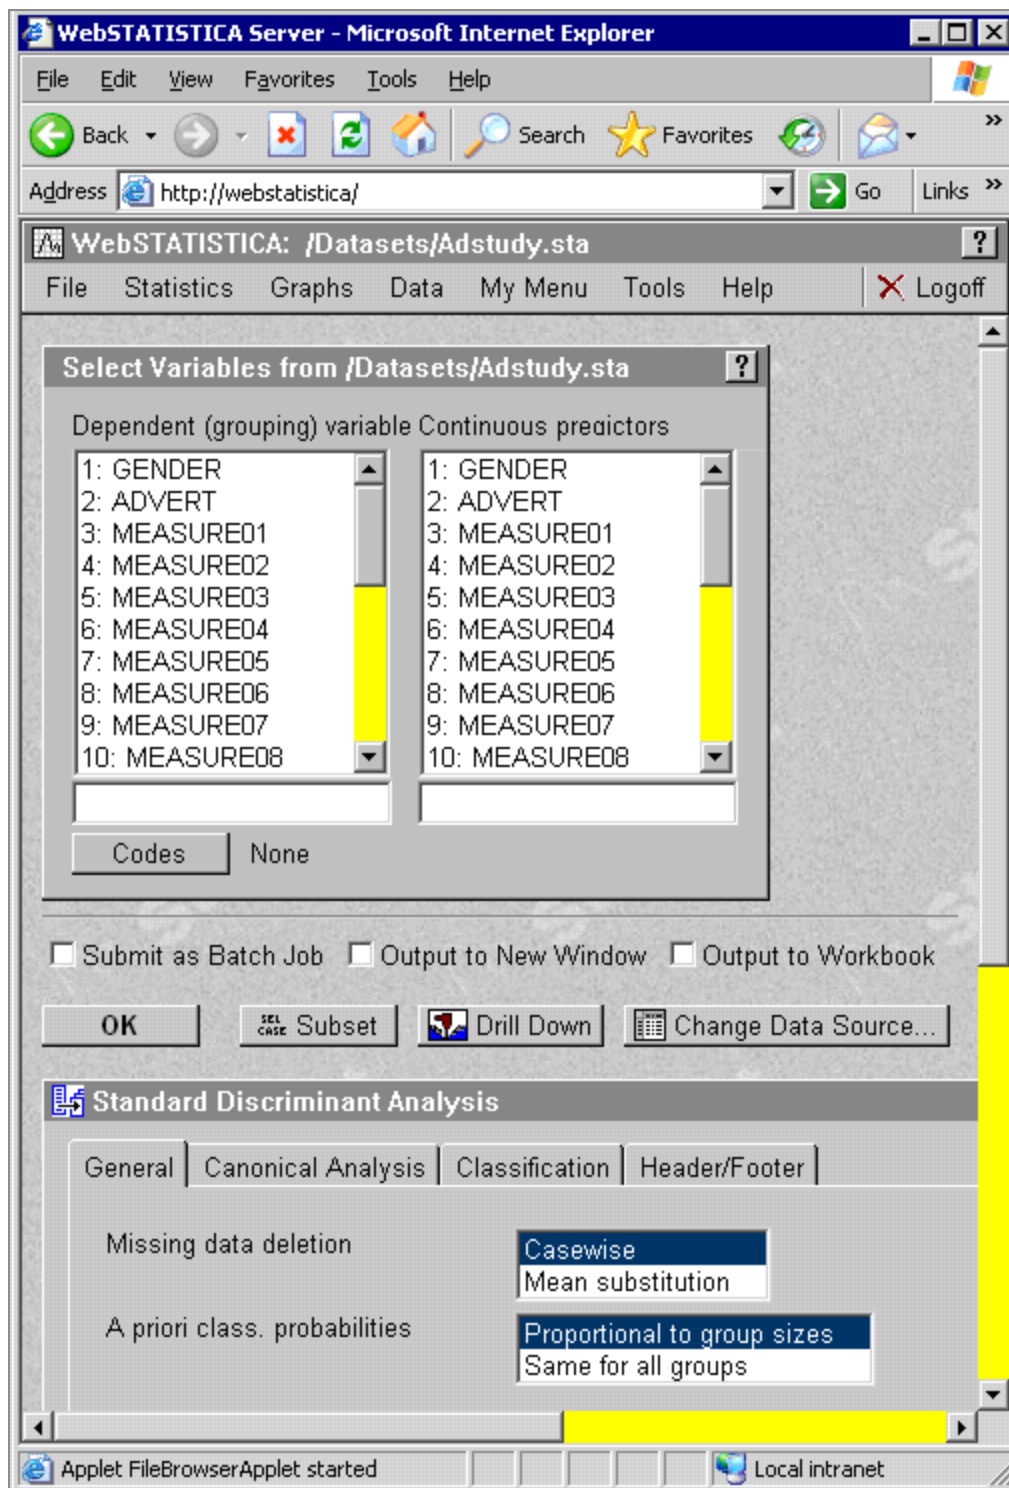 WebSTATISTICA Server - Microsoft Internet Explorer
File Edit View Favorites Tools Help
Back Search Favorites »
Address http://webstatistica/ Go Links »
WebSTATISTICA: /Datasets/Adstudy.sta ?
File Statistics Graphs Data My Menu Tools Help Logoff
Select Variables from /Datasets/Adstudy.sta ?
Dependent (grouping) variable Continuous predictors
1: GENDER 1: GENDER
2: ADVERT 2: ADVERT
3: MEASURE01 3: MEASURE01
4: MEASURE02 4: MEASURE02
5: MEASURE03 5: MEASURE03
6: MEASURE04 6: MEASURE04
7: MEASURE05 7: MEASURE05
8: MEASURE06 8: MEASURE06
9: MEASURE07 9: MEASURE07
10: MEASURE08 10: MEASURE08
Codes None
Submit as Batch Job Output to New Window Output to Workbook
OK SEL CASE Subset Drill Down Change Data Source...
Standard Discriminant Analysis
General Canonical Analysis Classification Header/Footer
Missing data deletion Casewise
Mean substitution
A priori class. probabilities Proportional to group sizes
Same for all groups
Applet FileBrowserApplet started Local intranet